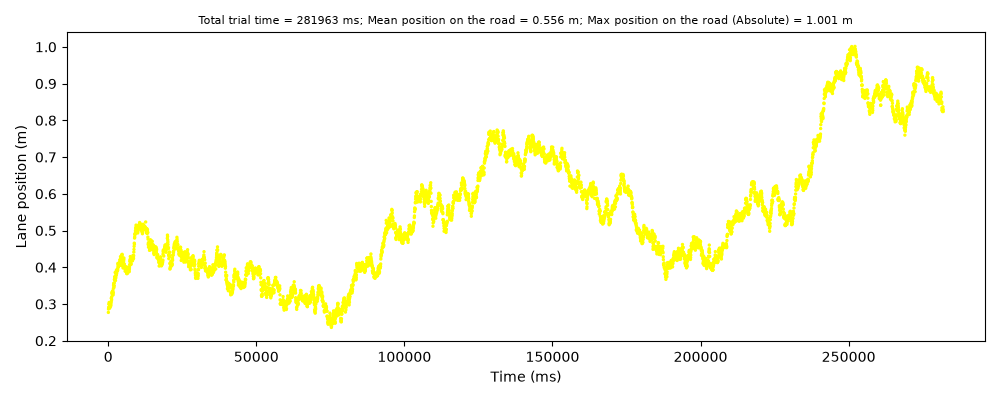 Total trial time = 281963 ms; Mean position on the road = 0.556 m; Max position on the road (Absolute) = 1.001 m
1.0
0.9
0.8
0.7
0.6
0.5
0.4
0.3
0.2
Lane position (m)
0 50000 100000 150000 200000 250000
Time (ms)